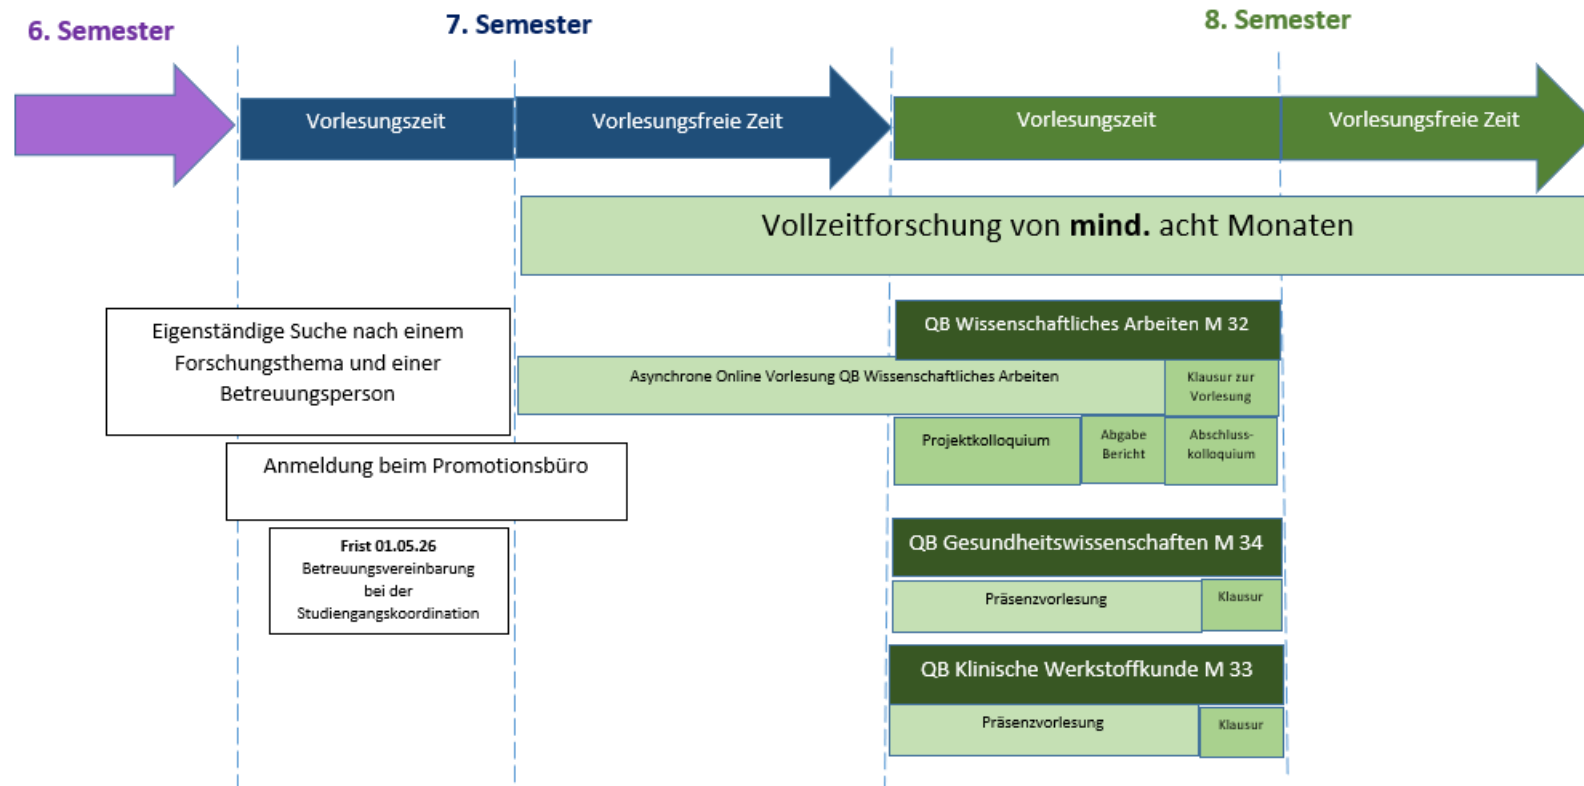 6. Semester
7. Semester
8. Semester
Vorlesungszeit
Vorlesungsfreie Zeit
Vorlesungszeit
Vorlesungsfreie Zeit
Vollzeitforschung von mind. acht Monaten
Eigenständige Suche nach einem
Forschungsthema und einer
Betreuungsperson
Anmeldung beim Promotionsbüro
Frist 01.05.26
Betreuungsvereinbarung
bei der
Studiengangskoordination
QB Wissenschaftliches Arbeiten M 32
Asynchrone Online Vorlesung QB Wissenschaftliches Arbeiten
Klausur zur
Vorlesung
Projektkolloquium
Abgabe
Bericht
Abschluss-
kolloquium
QB Gesundheitswissenschaften M 34
Präsenzvorlesung
Klausur
QB Klinische Werkstoffkunde M 33
Präsenzvorlesung
Klausur